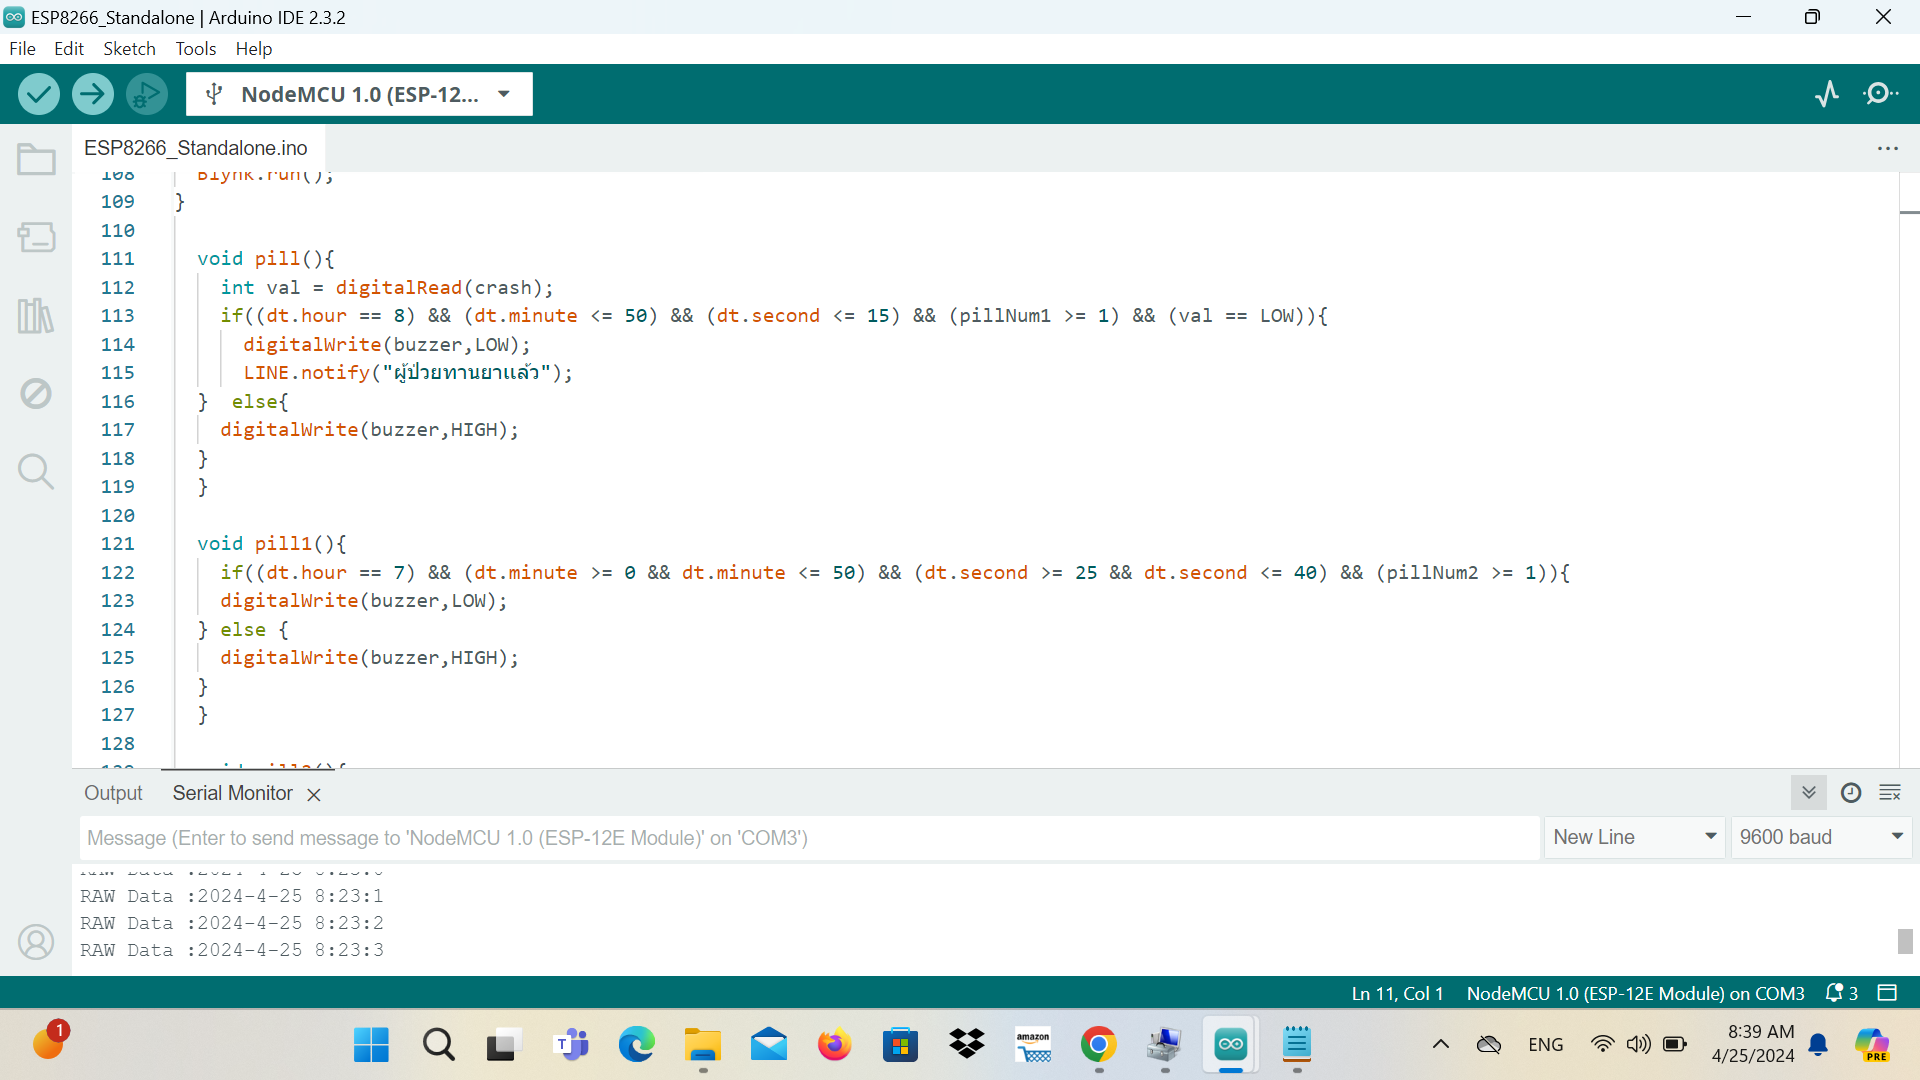 ESP8266_Standalone | Arduino IDE 2.3.2
File Edit Sketch Tools Help
NodeMCU 1.0 (ESP-12...
ESP8266_Standalone.ino
108 Blynk.run();
109 }
110
111 void pill(){
112 int val = digitalRead(crash);
113 if((dt.hour == 8) && (dt.minute <= 50) && (dt.second <= 15) && (pillNum1 >= 1) && (val == LOW)){
114 digitalWrite(buzzer,LOW);
115 LINE.notify("ผู้ป่วยทานยาแล้ว");
116 } else{
117 digitalWrite(buzzer,HIGH);
118 }
119 }
120
121 void pill1(){
122 if((dt.hour == 7) && (dt.minute >= 0 && dt.minute <= 50) && (dt.second >= 25 && dt.second <= 40) && (pillNum2 >= 1)){
123 digitalWrite(buzzer,LOW);
124 } else {
125 digitalWrite(buzzer,HIGH);
126 }
127 }
128
Output Serial Monitor
Message (Enter to send message to 'NodeMCU 1.0 (ESP-12E Module)' on 'COM3')
New Line 9600 baud
RAW Data :2024-4-25 8:23:1
RAW Data :2024-4-25 8:23:2
RAW Data :2024-4-25 8:23:3
Ln 11, Col 1 NodeMCU 1.0 (ESP-12E Module) on COM3 3
1
T
amazon
ENG
8:39 AM
4/25/2024
PRE